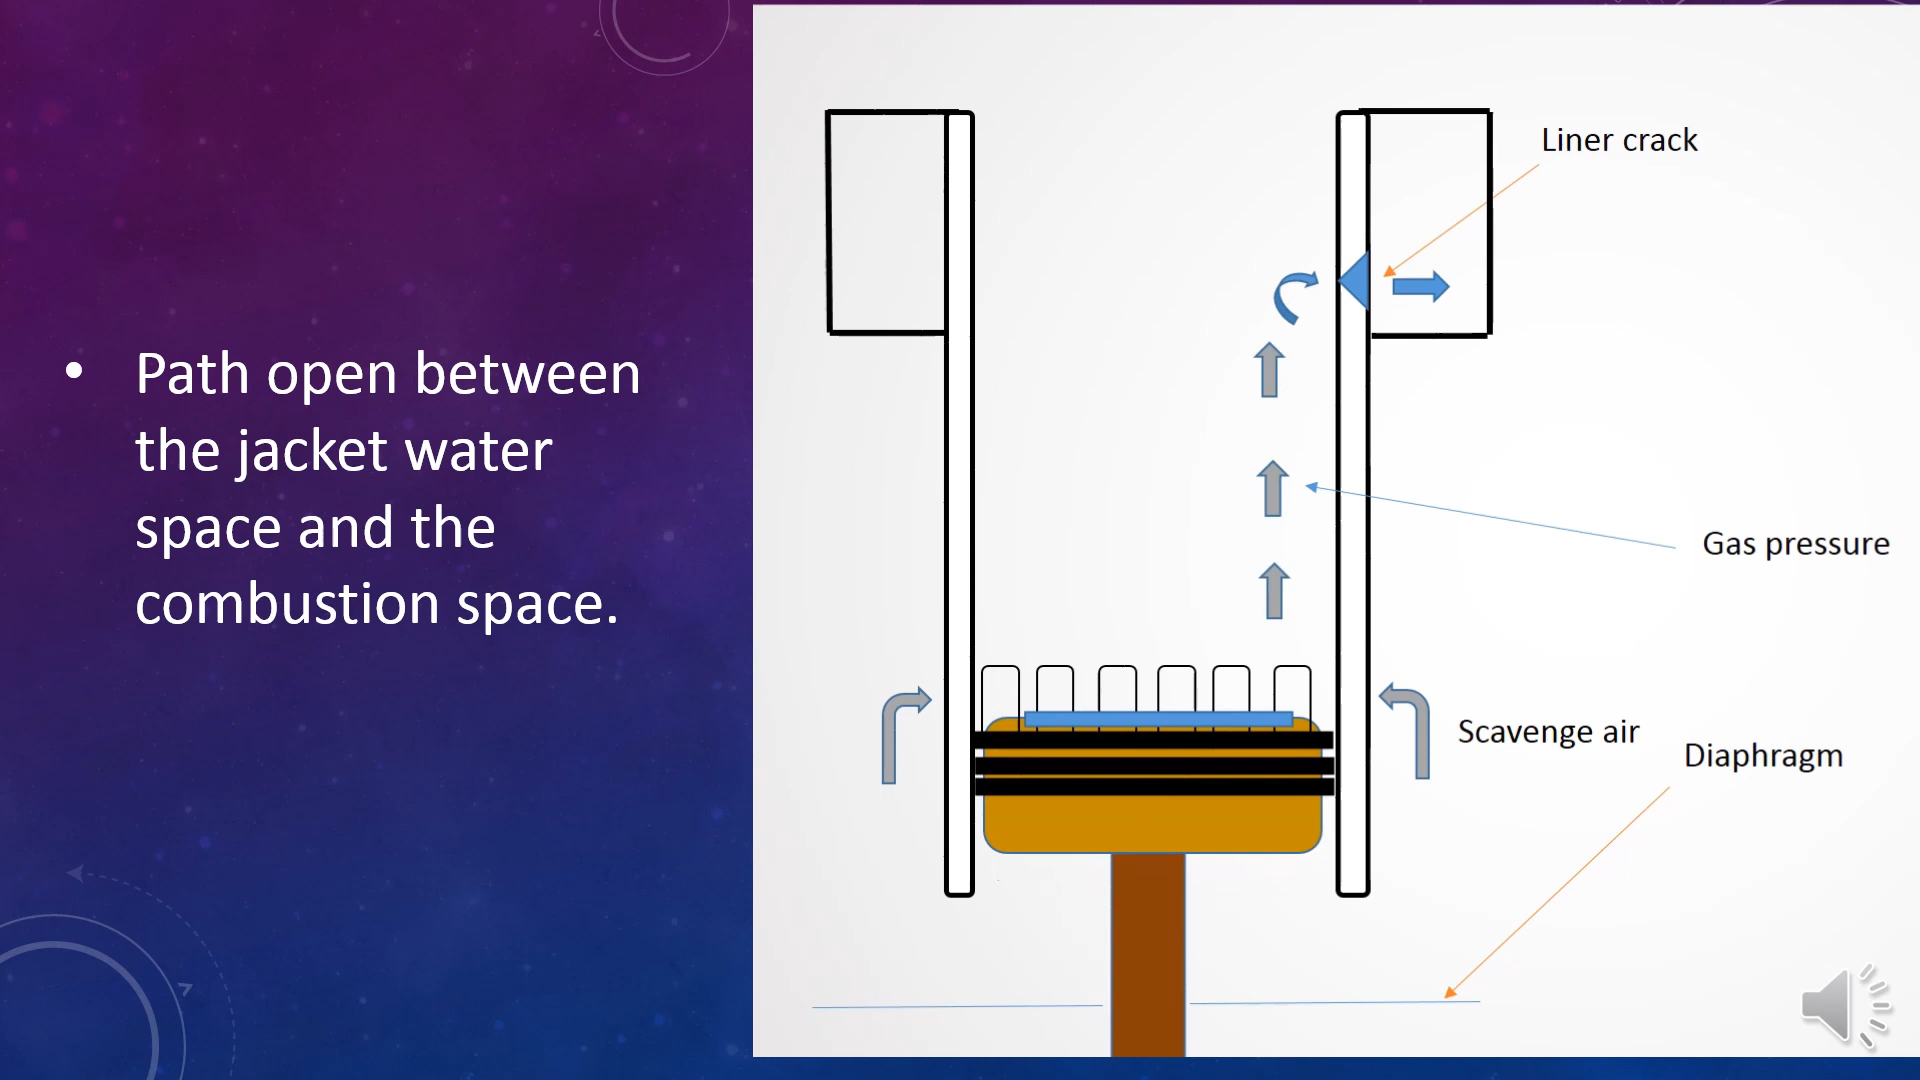 • Path open between
the jacket water
space and the
combustion space.
Liner crack
Gas pressure
Scavenge air
Diaphragm